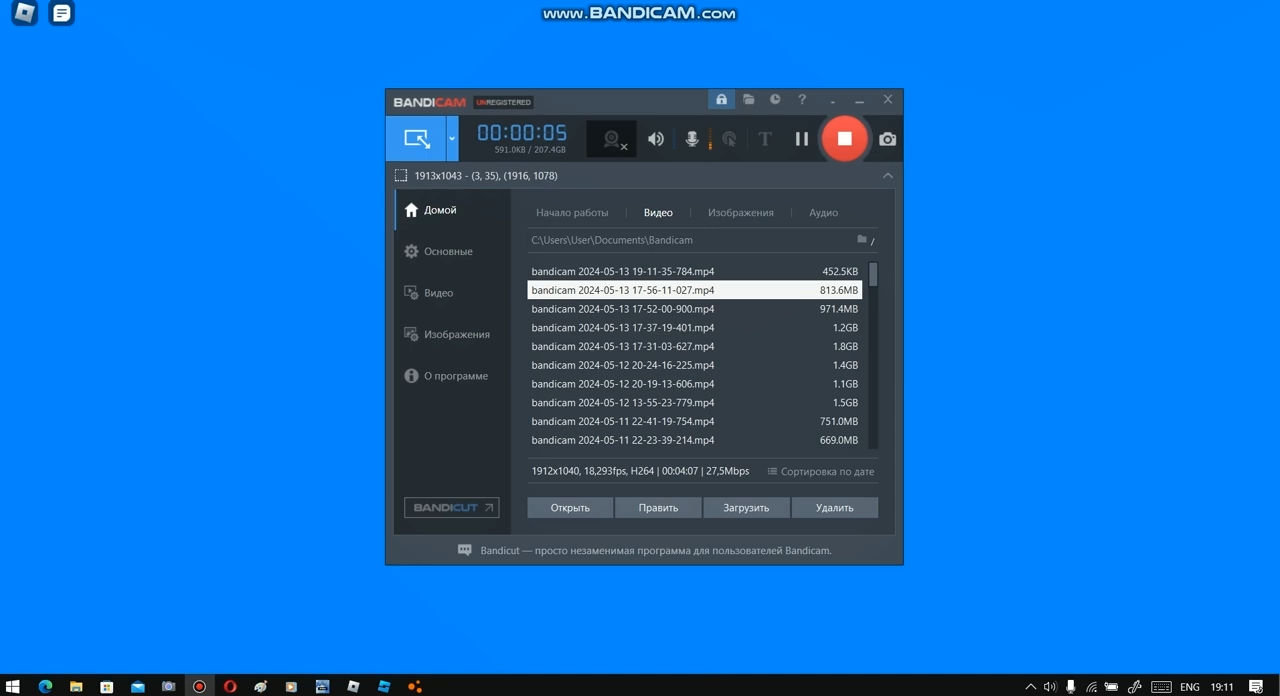 www.BANDICAM.com
BANDICAM UNREGISTERED
?
00:00:05
591.0KB / 207.4GB
T
1913x1043 - (3, 35), (1916, 1078)
Домой
Основные
Видео
Изображения
О программе
BANDICUT
Начало работы | Видео | Изображения | Аудио
C:\Users\User\Documents\Bandicam
bandicam 2024-05-13 19-11-35-784.mp4 452.5KB
bandicam 2024-05-13 17-56-11-027.mp4 813.6MB
bandicam 2024-05-13 17-52-00-900.mp4 971.4MB
bandicam 2024-05-13 17-37-19-401.mp4 1.2GB
bandicam 2024-05-13 17-31-03-627.mp4 1.8GB
bandicam 2024-05-12 20-24-16-225.mp4 1.4GB
bandicam 2024-05-12 20-19-13-606.mp4 1.1GB
bandicam 2024-05-12 13-55-23-779.mp4 1.5GB
bandicam 2024-05-11 22-41-19-754.mp4 751.0MB
bandicam 2024-05-11 22-23-39-214.mp4 669.0MB
1912x1040, 18,293fps, H264 | 00:04:07 | 27,5Mbps Сортировка по дате
Открыть Править Загрузить Удалить
Bandicut — просто незаменимая программа для пользователей Bandicam.
ENG 19:11